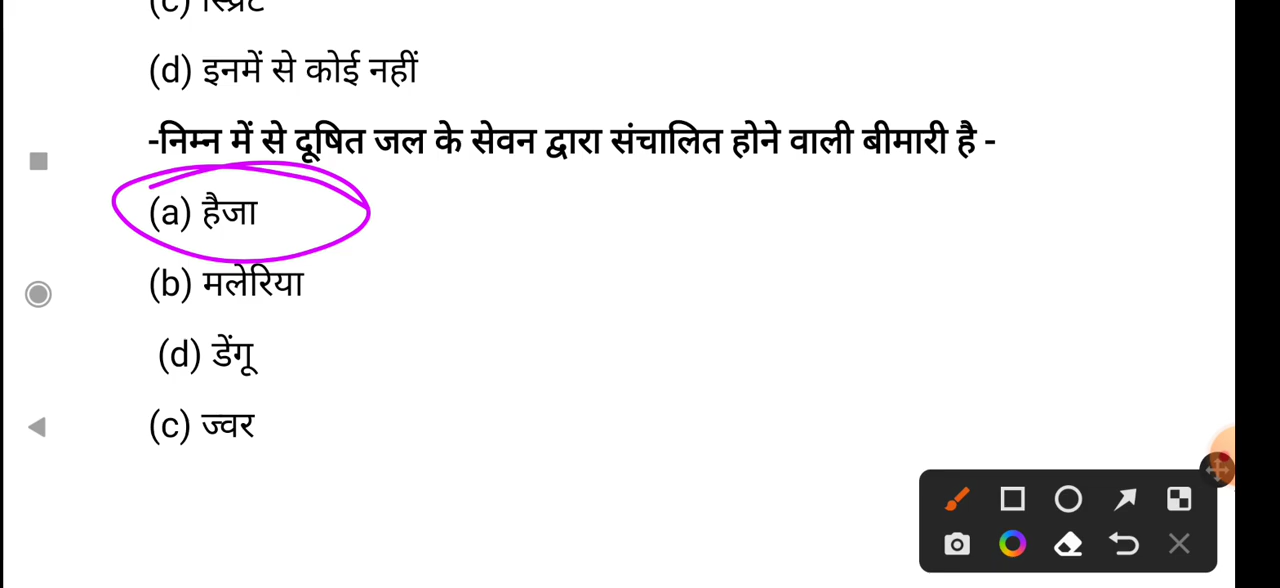 (c) स्प्रिट
(d) इनमें से कोई नहीं
-निम्न में से दूषित जल के सेवन द्वारा संचालित होने वाली बीमारी है -
(a) हैजा
(b) मलेरिया
(d) डेंगू
(c) ज्वर